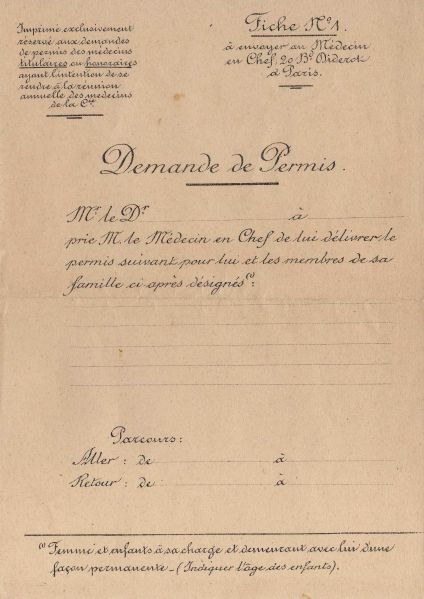 Imprimé exclusivement
réservé aux demandes
de permis des médecins
titulaires ou honoraires
ayant l'intention de se
rendre à la réunion
annuelle des médecins
de la Cie.
Fiche No 1.
à envoyer au Médecin
en Chef, 20 Bd Diderot
à Paris.
Demande de Permis.
Mr le Dr à
prie M. le Médecin en Chef de lui délivrer le
permis suivant pour lui et les membres de sa
famille ci après désignés (1):
Parcours:
Aller: de à
Retour: de à
(1) Femme et enfants à sa charge et demeurant avec lui d'une
façon permanente - (Indiquer l'âge des enfants).